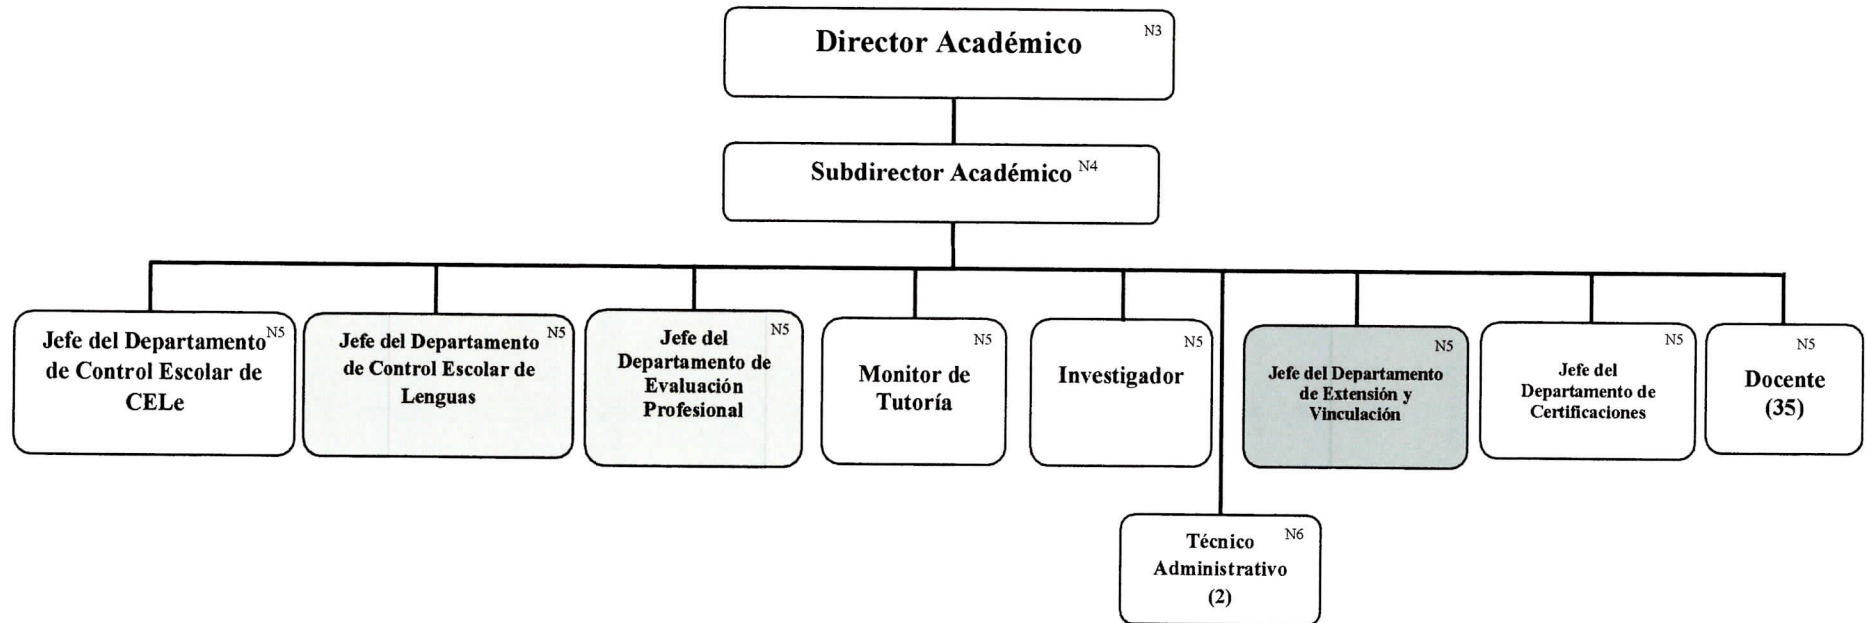 Director Académico N3
Subdirector Académico N4
Jefe del Departamento N5
de Control Escolar de
CELe
Jefe del Departamento N5
de Control Escolar de
Lenguas
Jefe del N5
Departamento de
Evaluación
Profesional
N5
Monitor de
Tutoría
N5
Investigador
N5
Jefe del Departamento
de Extensión y
Vinculación
N5
Jefe del
Departamento de
Certificaciones
N5
Docente
(35)
Técnico N6
Administrativo
(2)